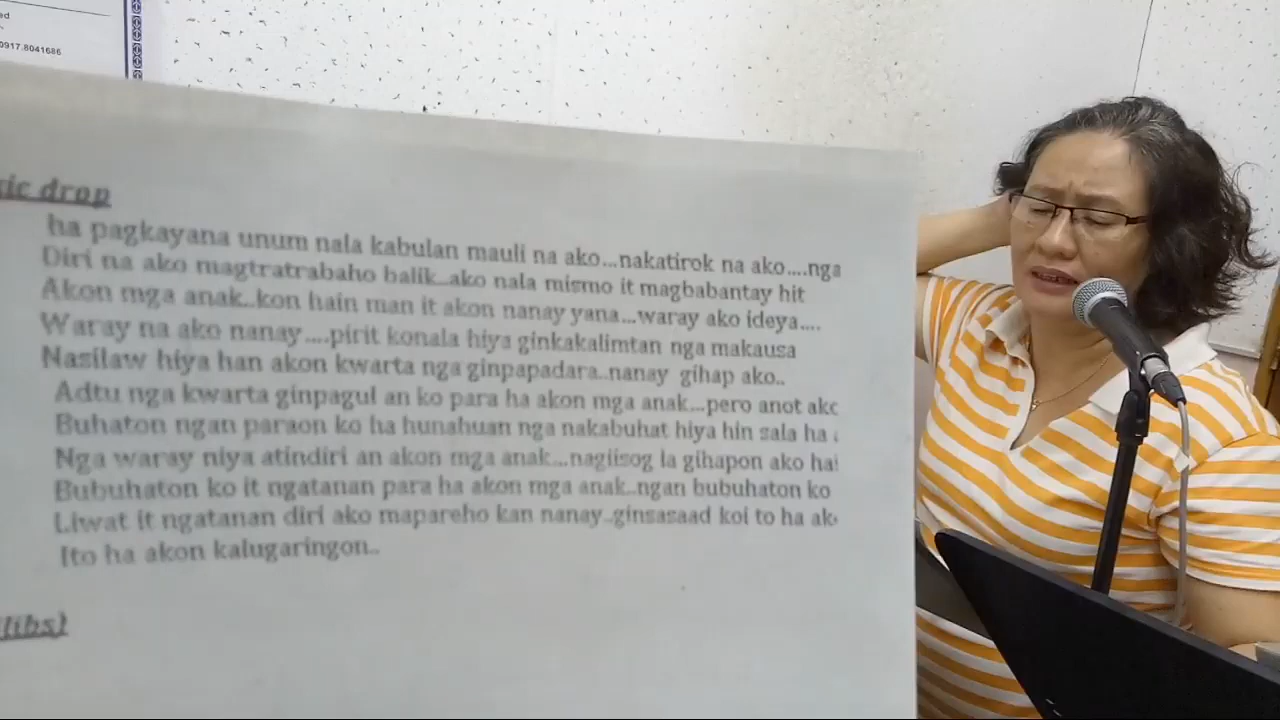 ed
0917.8041686
ic drop
ha pagkayana unum nala kabulan mauli na ako...nakatirok na ako....nga
Diri na ako magtratrabaho balik..ako nala mismo it magbabantay hit
Akon mga anak..kon hain man it akon nanay yana...waray ako ideya....
Waray na ako nanay....pirit konala hiya ginkakalimtan nga makausa
Nasilaw hiya han akon kwarta nga ginpapadara..nanay gihap ako..
Adtu nga kwarta ginpagul an ko para ha akon mga anak...pero anot ako
Buhaton ngan paraon ko ha hunahuan nga nakabuhat hiya hin sala ha
Nga waray niya atindiri an akon mga anak...nagiisog la gihapon ako ha
Bubuhaton ko it ngatanan para ha akon mga anak..ngan bubuhaton ko
Liwat it ngatanan diri ako mapareho kan nanay..ginsasaad koi to ha ak
Ito ha akon kalugaringon..
libs)